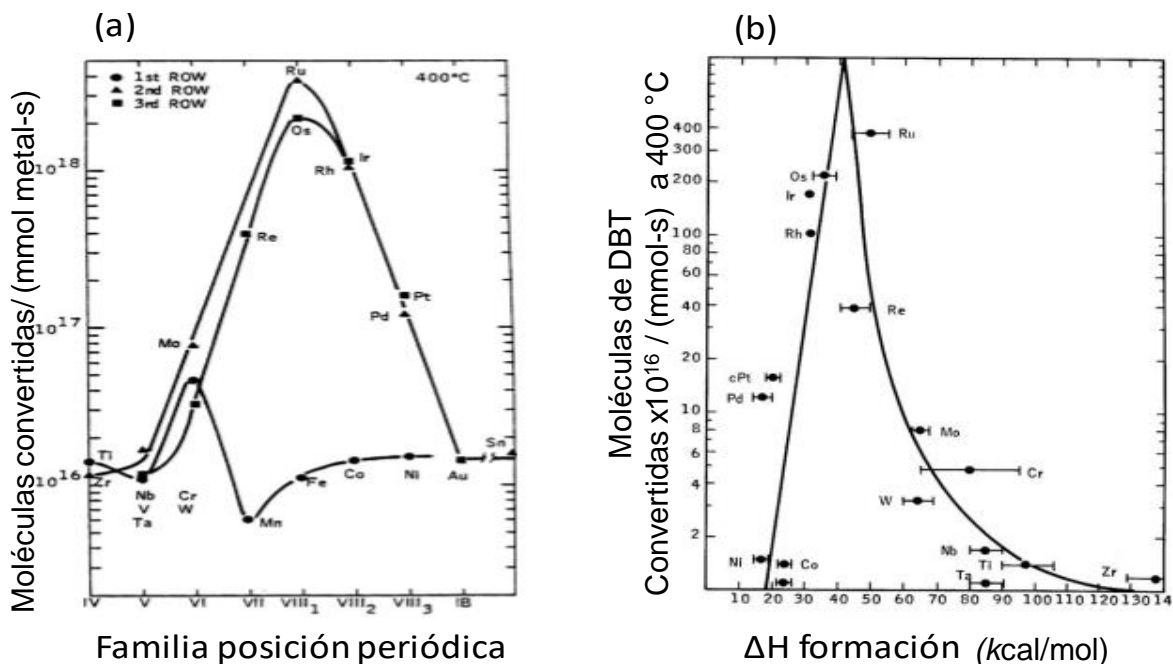 (a)
Moléculas convertidas/ (mmol metal-s)
● 1st ROW
▲ 2nd ROW
■ 3rd ROW
400°C
10¹⁸
10¹⁷
10¹⁶
Ru
Os
Ir
Rh
Re
Pt
Pd
Mo
Ti
Zr
Nb
V
Ta
Cr
W
Mn
Fe
Co
Ni
Au
Sn
IV V VI VII VIII₁ VIII₂ VIII₃ IB
Familia posición periódica
(b)
Moléculas de DBT
Convertidas x10¹⁶ / (mmol-s) a 400 °C
400
300
200
100
80
60
40
20
10
8
6
4
2
Ru
Os
Ir
Rh
Re
cPt
Pd
Mo
Cr
W
Nb
Ni
Co
Ti
Ta
Zr
10 20 30 40 50 60 70 80 90 100 110 120 130 14
ΔH formación (kcal/mol)